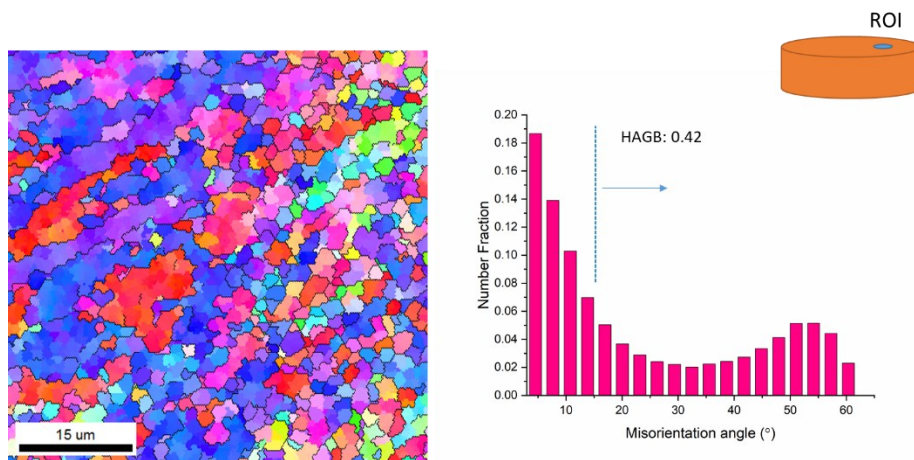 ROI
HAGB: 0.42
Number Fraction
0.20
0.18
0.16
0.14
0.12
0.10
0.08
0.06
0.04
0.02
0.00
10 20 30 40 50 60
Misorientation angle (°)
15 um